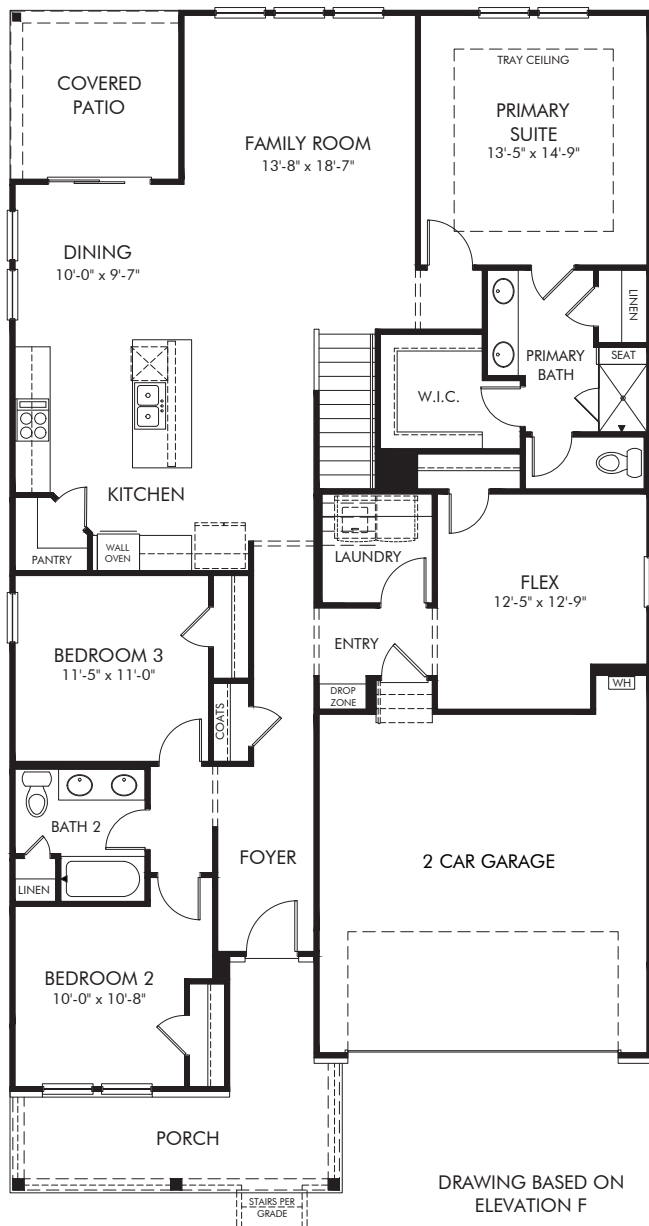 COVERED
PATIO
TRAY CEILING
PRIMARY
SUITE
13'-5" x 14'-9"
FAMILY ROOM
13'-8" x 18'-7"
DINING
10'-0" x 9'-7"
LINEN
SEAT
PRIMARY
BATH
W.I.C.
KITCHEN
PANTRY
WALL
OVEN
LAUNDRY
FLEX
12'-5" x 12'-9"
BEDROOM 3
11'-5" x 11'-0"
ENTRY
DROP
ZONE
WH
COATS
BATH 2
LINEN
FOYER
2 CAR GARAGE
BEDROOM 2
10'-0" x 10'-8"
PORCH
STAIRS PER
GRADE
DRAWING BASED ON
ELEVATION F